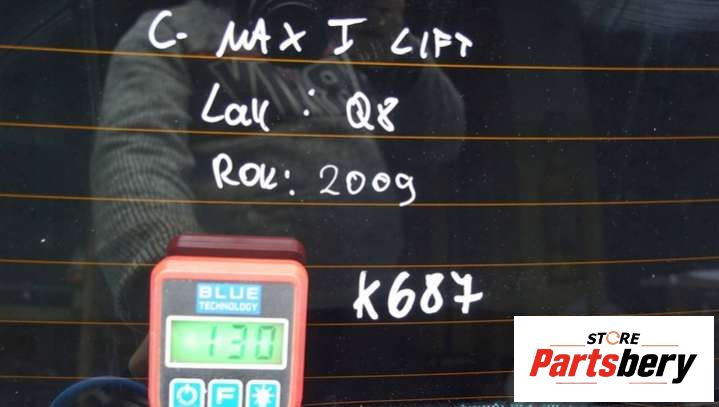 C-MAX I LIFT
Lak: Q8
Rok: 2009
K687
BLUE
TECHNOLOGY
130
F
STORE
Partsbery